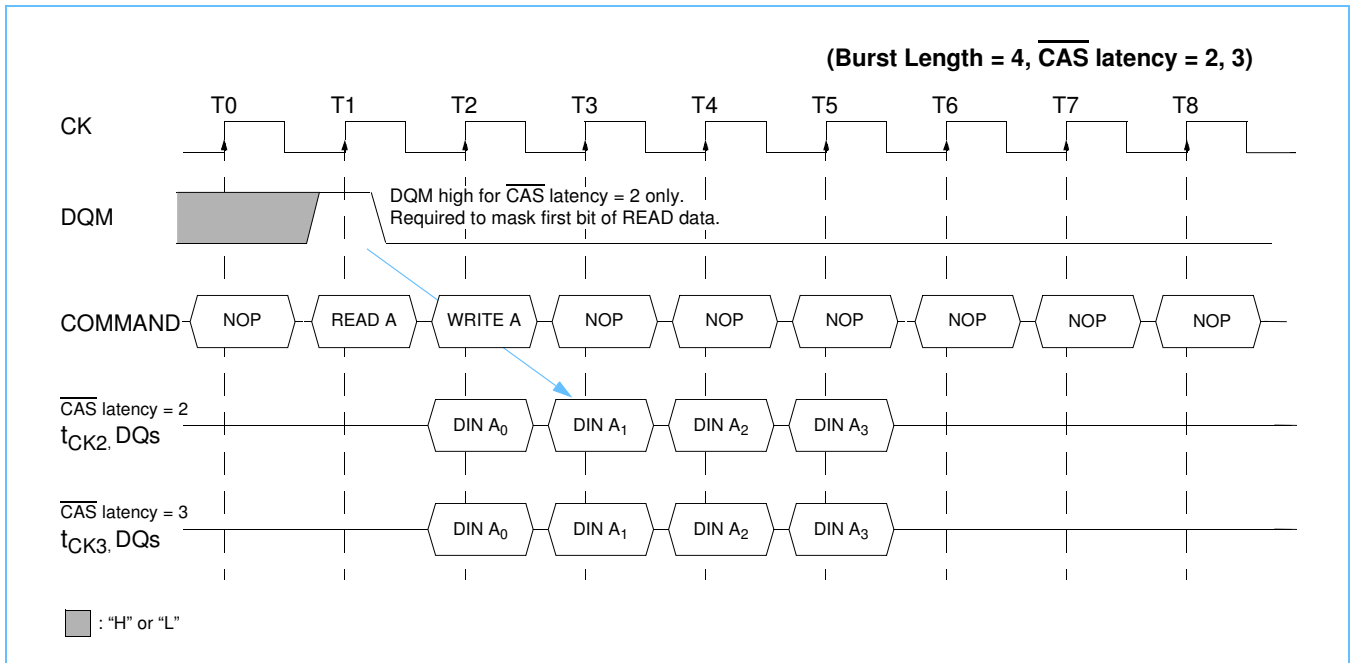 (Burst Length = 4, CAS latency = 2, 3)
T0 T1 T2 T3 T4 T5 T6 T7 T8
CK
DQM high for CAS latency = 2 only.
Required to mask first bit of READ data.
DQM
COMMAND NOP READ A WRITE A NOP NOP NOP NOP NOP NOP
CAS latency = 2
tCK2, DQs DIN A0 DIN A1 DIN A2 DIN A3
CAS latency = 3
tCK3, DQs DIN A0 DIN A1 DIN A2 DIN A3
: “H” or “L”